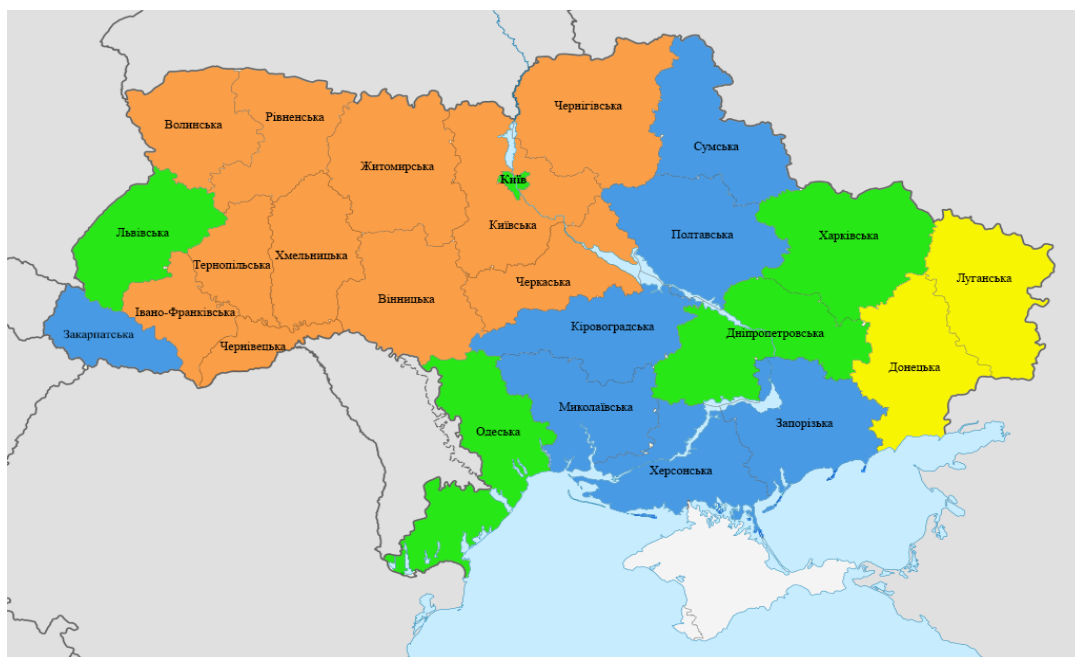 Чернігівська
Рівненська
Волинська
Сумська
Житомирська
Київ
Київська
Львівська
Полтавська
Харківська
Хмельницька
Тернопільська
Луганська
Черкаська
Вінницька
Івано-Франківська
Кіровоградська
Закарпатська
Дніпропетровська
Чернівецька
Донецька
Миколаївська
Запорізька
Одеська
Херсонська